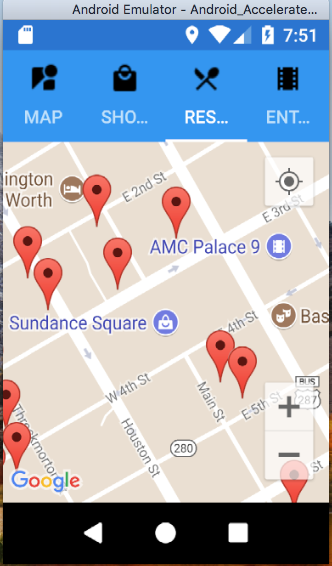 Android Emulator - Android_Accelerate...
7:51
MAP
SHO...
RES...
ENT...
ington
Worth
E 2nd St
E 3rd St
AMC Palace 9
Sundance Square
E 4th St
Bas
W 4th St
Main St
BUS
287
E 5th St
Throckmorton
Houston St
280
Google